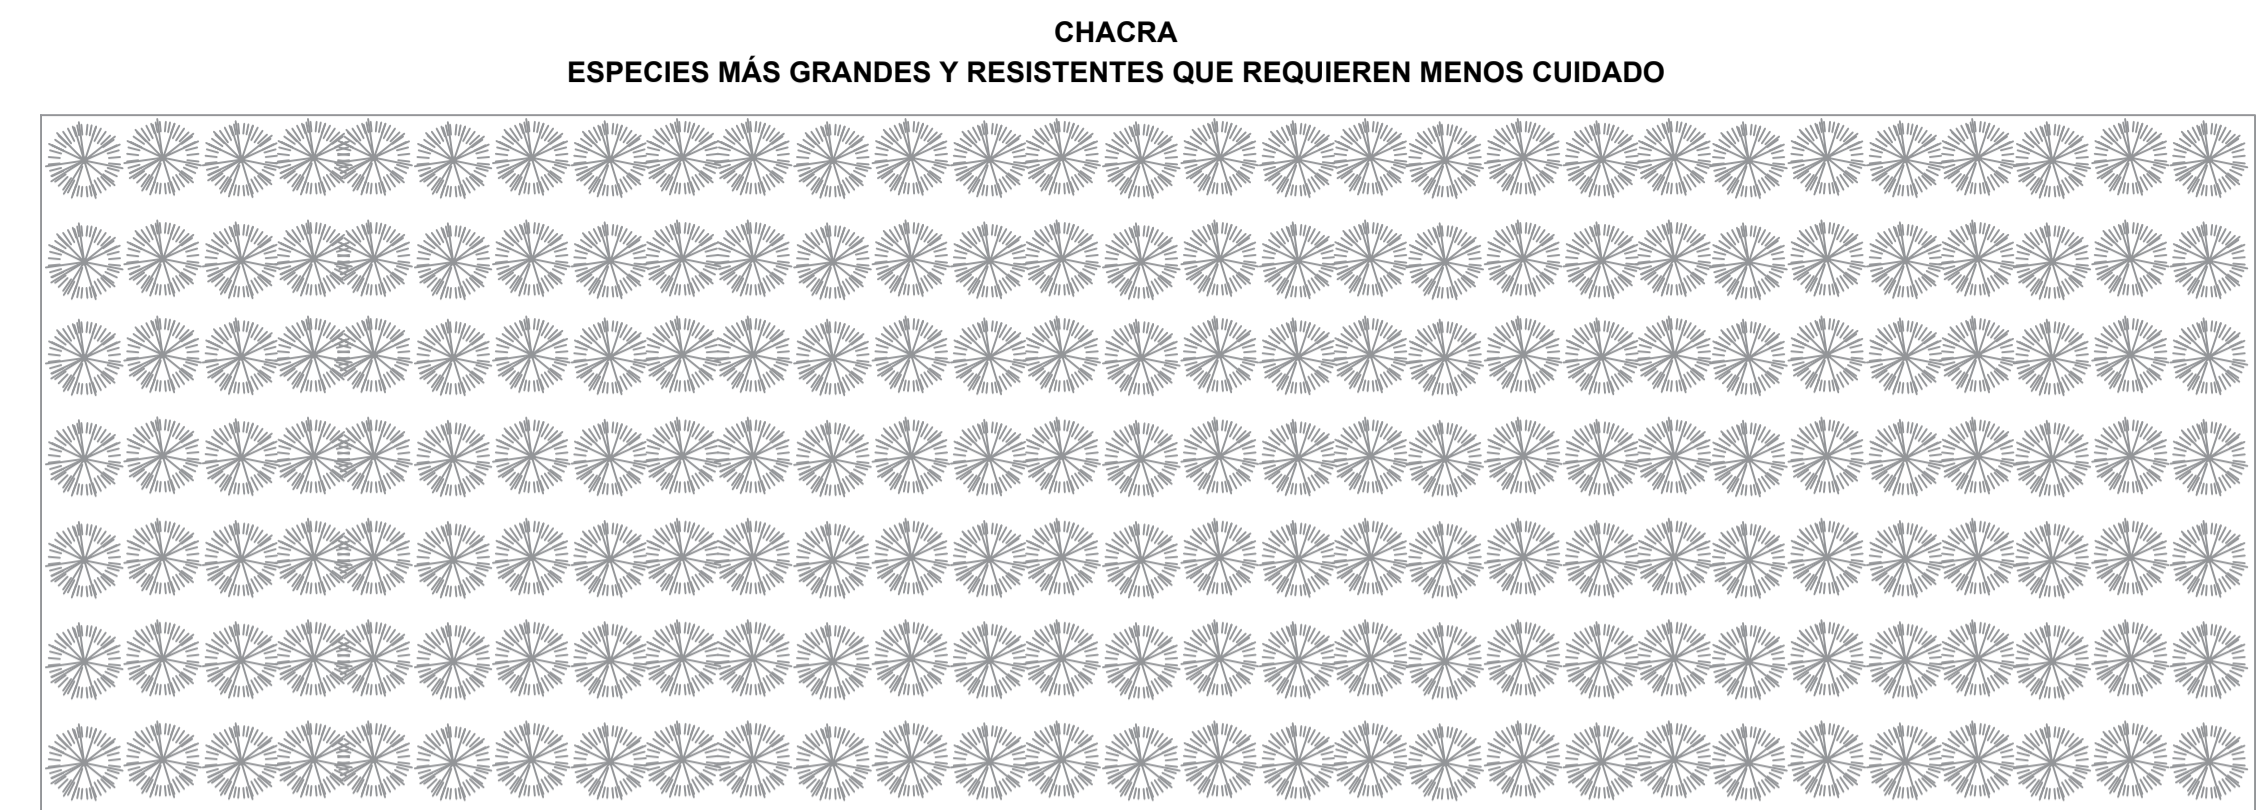 CHACRA
ESPECIES MÁS GRANDES Y RESISTENTES QUE REQUIEREN MENOS CUIDADO